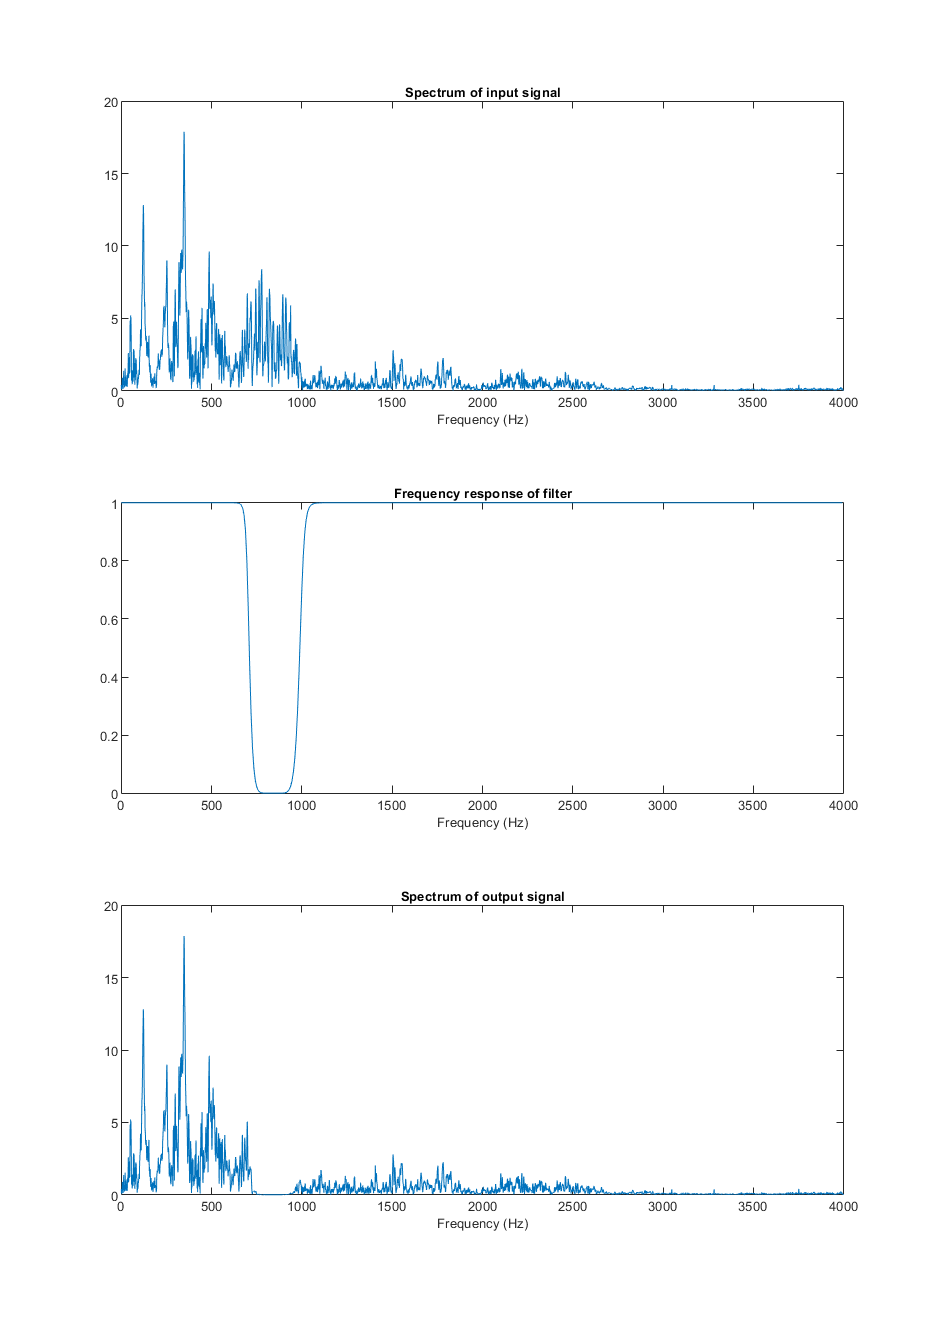 Spectrum of input signal
20
15
10
5
0
0 500 1000 1500 2000 2500 3000 3500 4000
Frequency (Hz)
Frequency response of filter
1
0.8
0.6
0.4
0.2
0
0 500 1000 1500 2000 2500 3000 3500 4000
Frequency (Hz)
Spectrum of output signal
20
15
10
5
0
0 500 1000 1500 2000 2500 3000 3500 4000
Frequency (Hz)